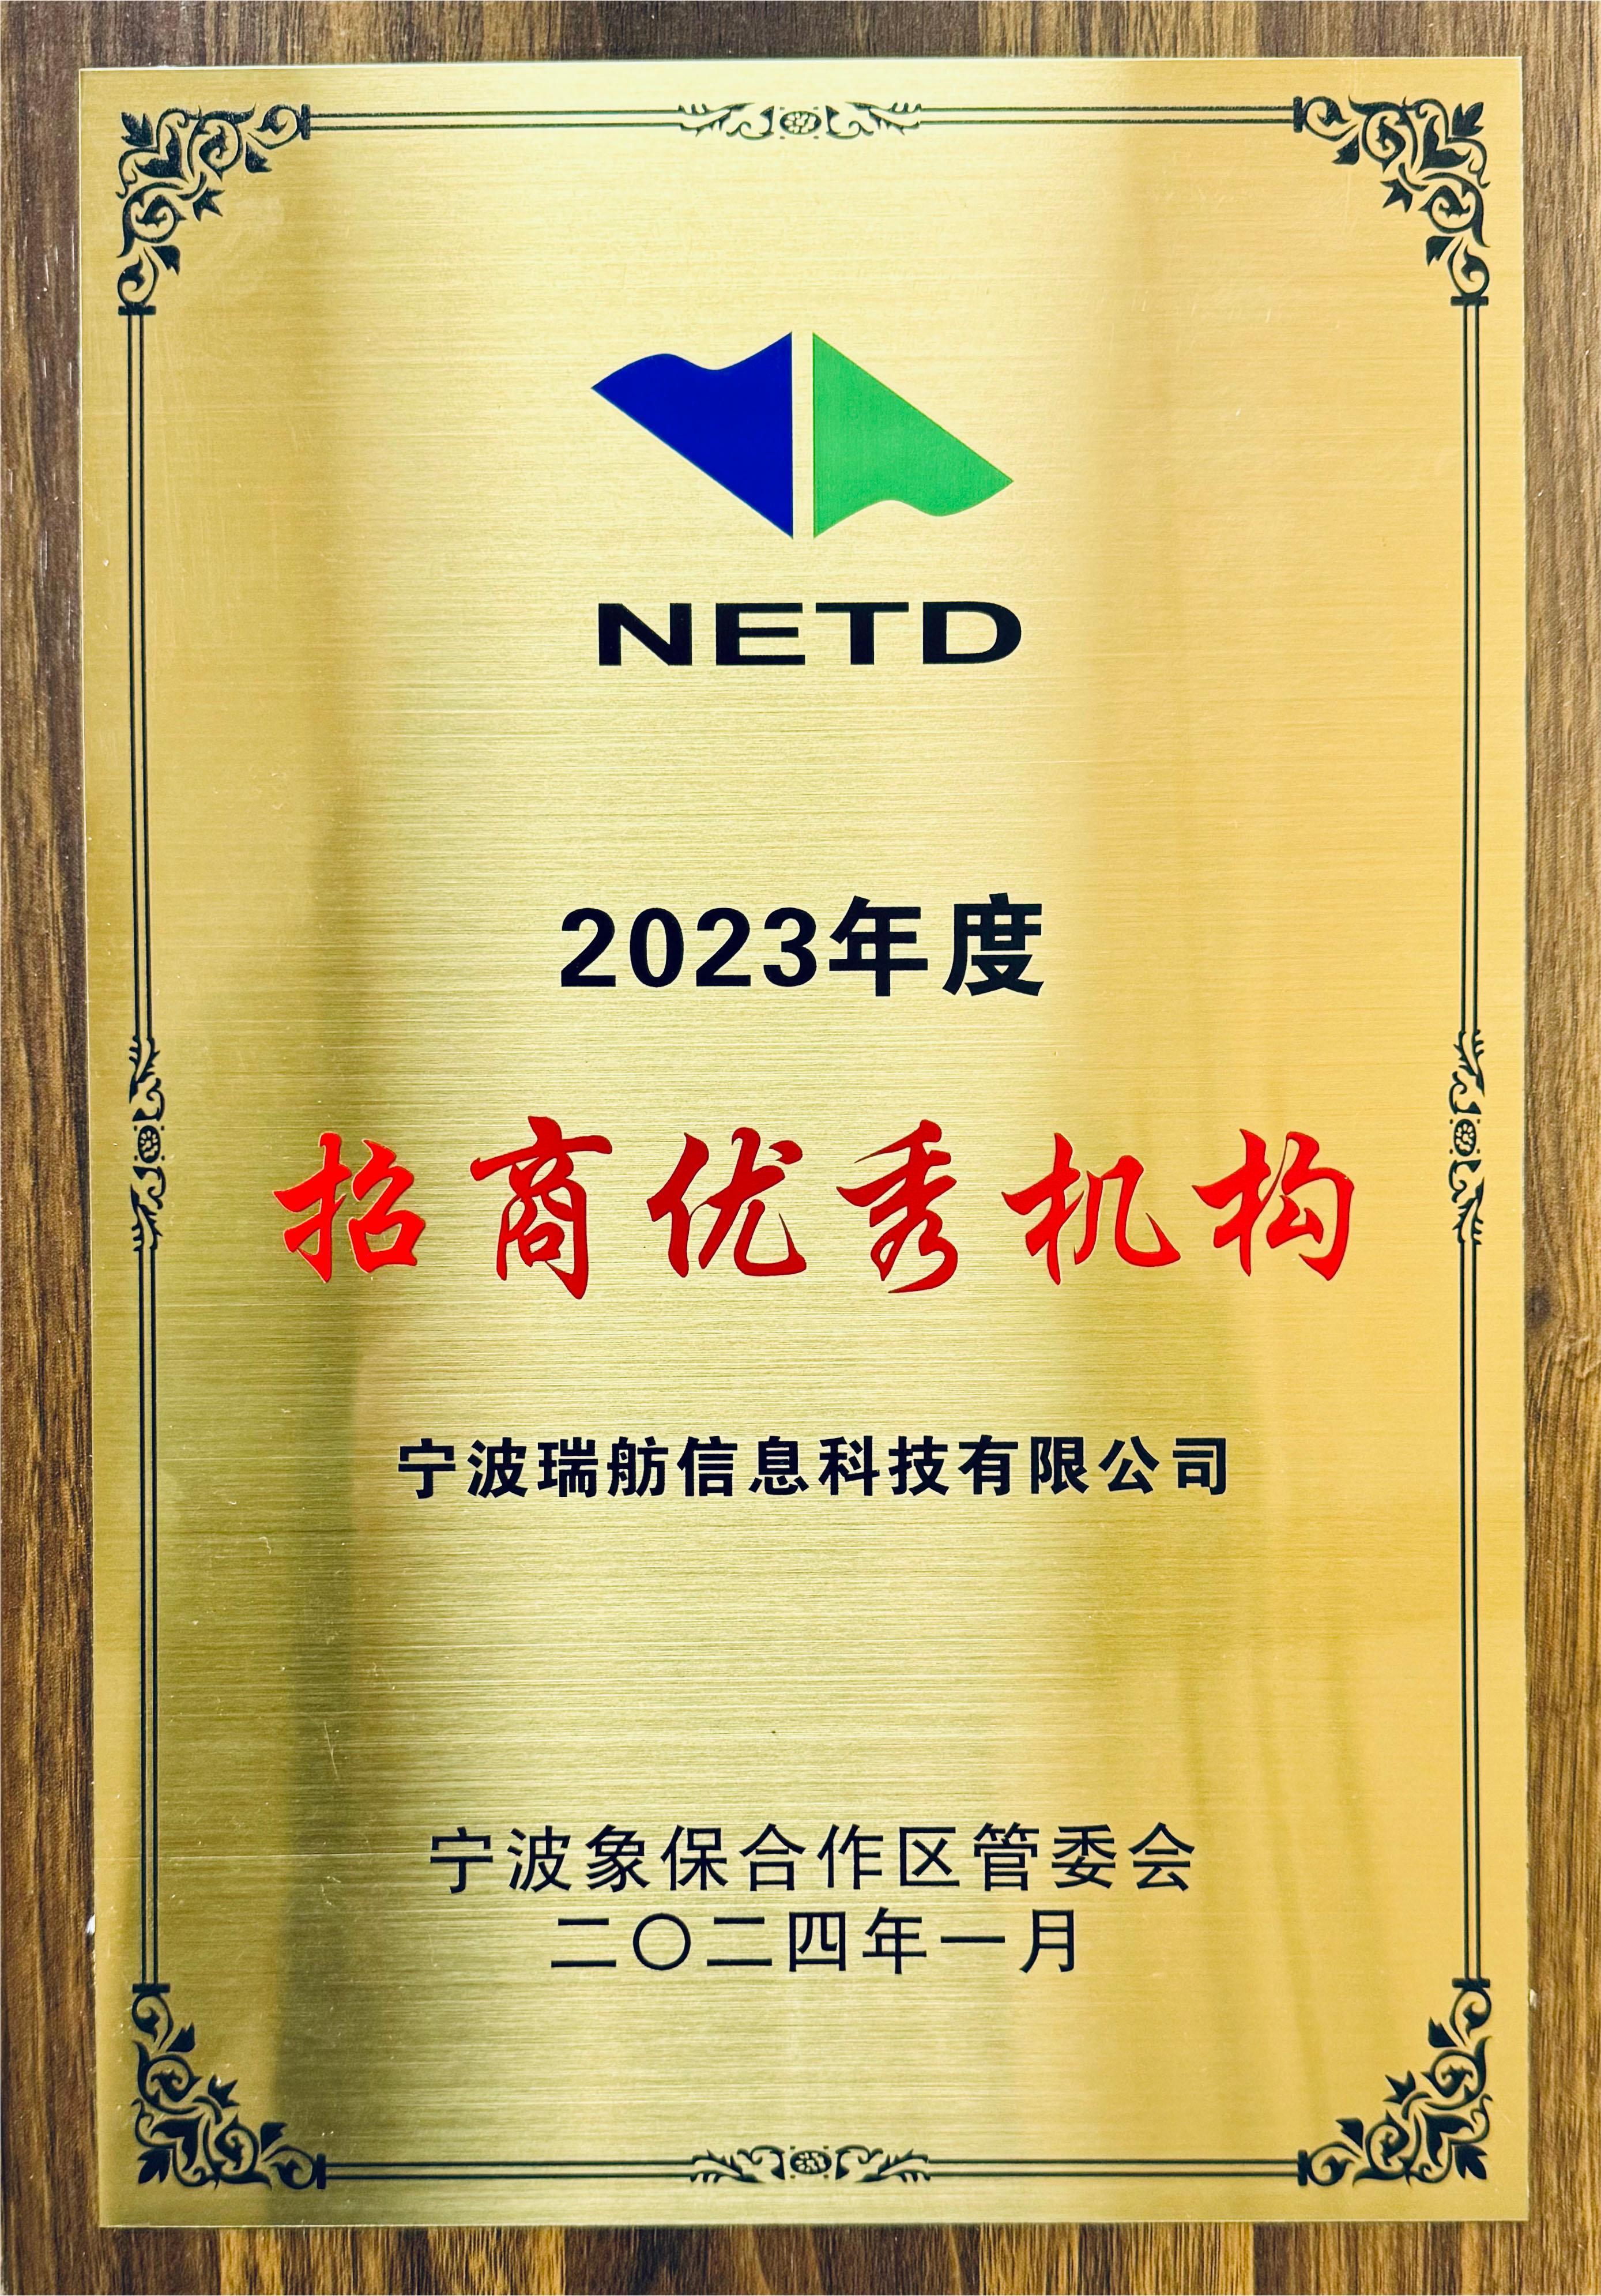 NETD
2023年度
招商优秀机构
宁波瑞舫信息科技有限公司
宁波象保合作区管委会
二〇二四年一月